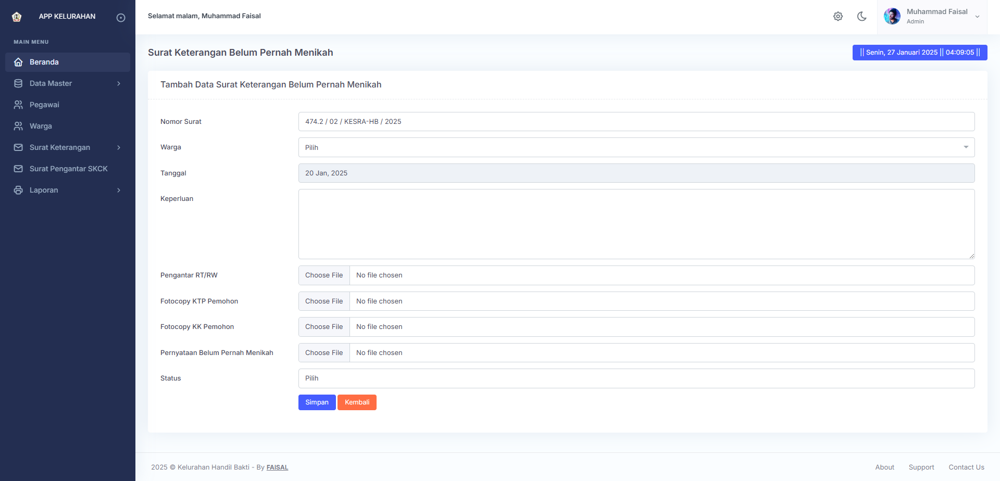 APP KELURAHAN
MAIN MENU
Beranda
Data Master
Pegawai
Warga
Surat Keterangan
Surat Pengantar SKCK
Laporan
Selamat malam, Muhammad Faisal
Muhammad Faisal
Admin
Surat Keterangan Belum Pernah Menikah
|| Senin, 27 Januari 2025 || 04:09:05 ||
Tambah Data Surat Keterangan Belum Pernah Menikah
Nomor Surat 474.2 / 02 / KESRA-HB / 2025
Warga Pilih
Tanggal 20 Jan, 2025
Keperluan
Pengantar RT/RW Choose File No file chosen
Fotocopy KTP Pemohon Choose File No file chosen
Fotocopy KK Pemohon Choose File No file chosen
Pernyataan Belum Pernah Menikah Choose File No file chosen
Status Pilih
Simpan Kembali
2025 © Kelurahan Handil Bakti - By FAISAL
About Support Contact Us